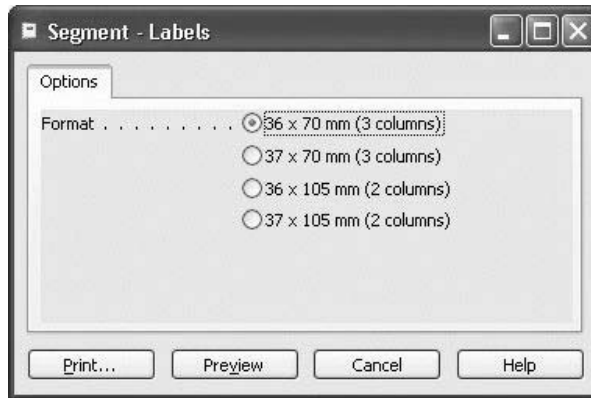 Segment - Labels
Options
Format . . . . . . . . . 36 x 70 mm (3 columns)
37 x 70 mm (3 columns)
36 x 105 mm (2 columns)
37 x 105 mm (2 columns)
Print... Preview Cancel Help